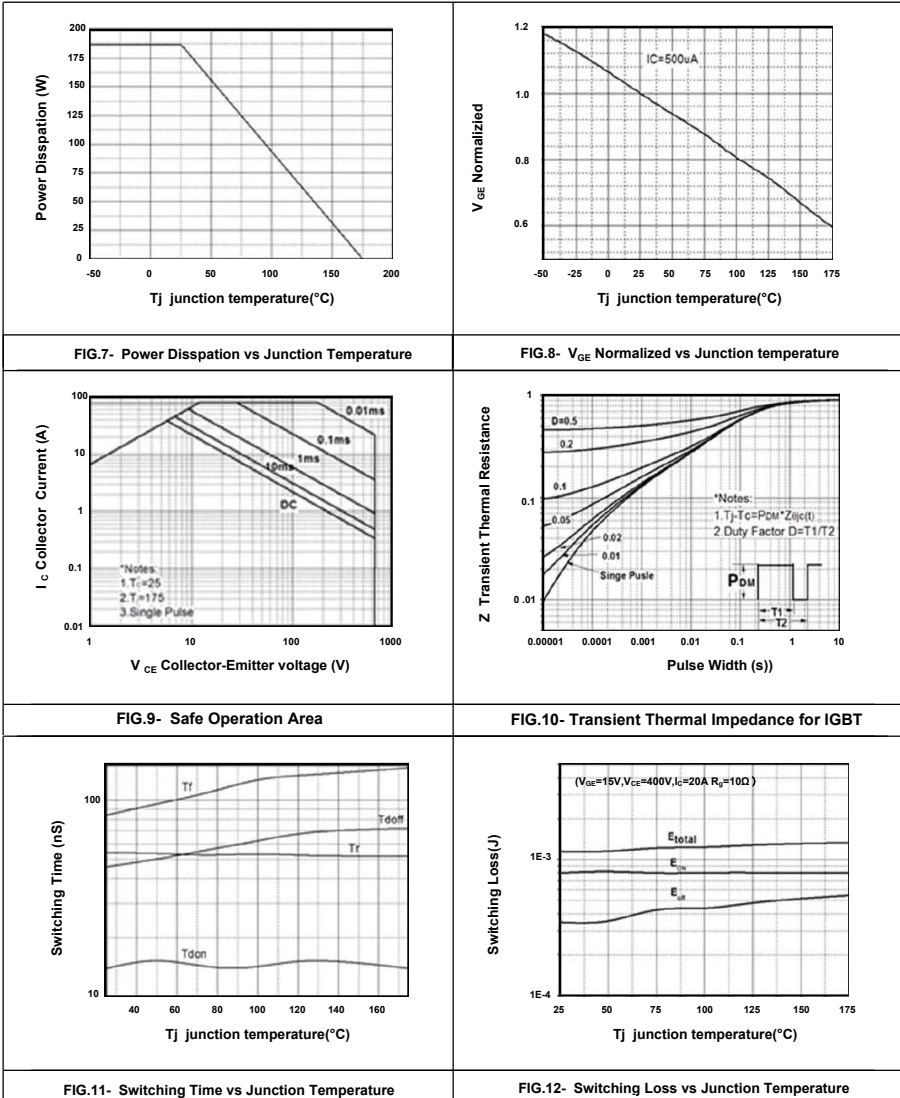 200
175
150
125
100
75
50
25
0
-50 0 50 100 150 200
Power Disspation (W)
Tj junction temperature(°C)
FIG.7- Power Disspation vs Junction Temperature
1.2
1.0
0.8
0.6
IC=500uA
-50 -25 0 25 50 75 100 125 150 175
V GE Normalizied
Tj junction temperature(°C)
FIG.8- VGE Normalized vs Junction temperature
100
10
1
0.1
0.01
0.01ms
0.1ms
1ms
10ms
DC
*Notes:
1.Tc=25
2.Tj=175
3.Single Pulse
1 10 100 1000
I C Collector Current (A)
V CE Collector-Emitter voltage (V)
FIG.9- Safe Operation Area
1
0.1
0.01
D=0.5
0.2
0.1
0.05
0.02
0.01
Singe Pusle
*Notes:
1.Tj-Tc=PDM*Zθjc(t)
2.Duty Factor D=T1/T2
PDM
T1
T2
0.00001 0.0001 0.001 0.01 0.1 1 10
Z Transient Thermal Resistance
Pulse Width (s))
FIG.10- Transient Thermal Impedance for IGBT
100
10
Tf
Tdoff
Tr
Tdon
40 60 80 100 120 140 160
Switching Time (nS)
Tj junction temperature(°C)
FIG.11- Switching Time vs Junction Temperature
(VGE=15V,VCE=400V,IC=20A Rg=10Ω )
1E-3
1E-4
Etotal
EON
Eoff
25 50 75 100 125 150 175
Switching Loss(J)
Tj junction temperature(°C)
FIG.12- Switching Loss vs Junction Temperature